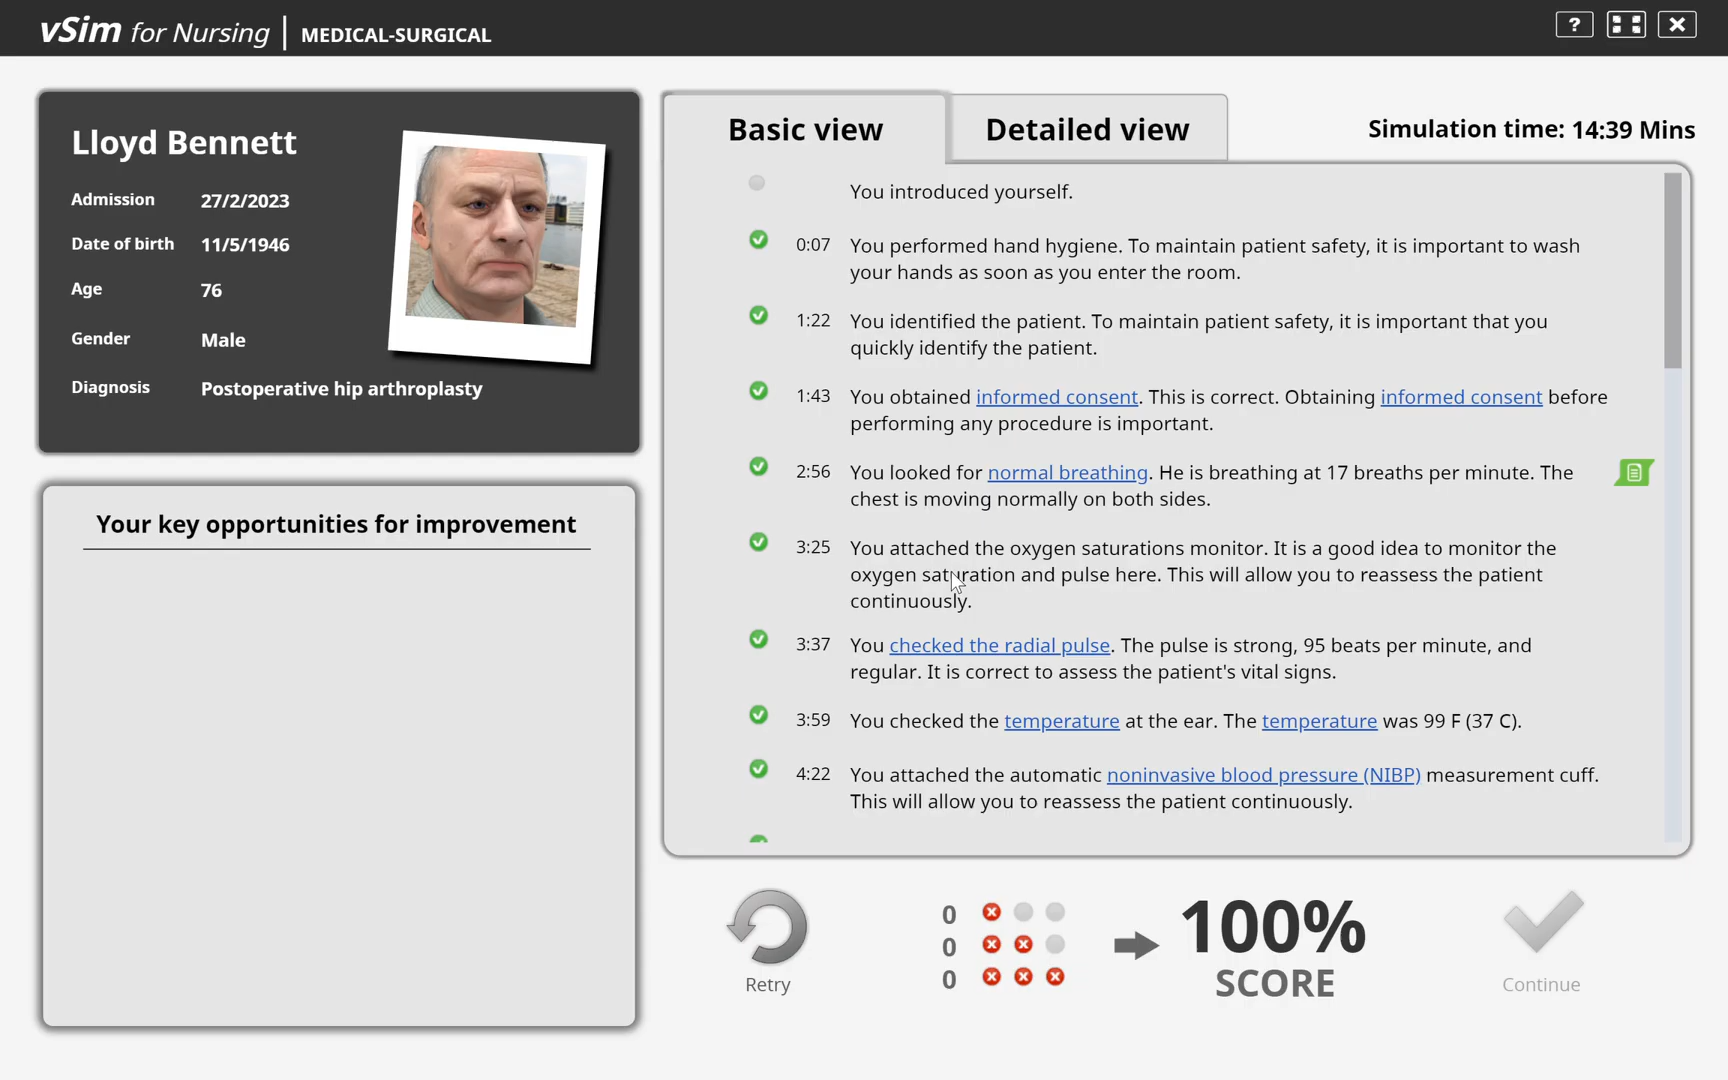 vSim for Nursing | MEDICAL-SURGICAL
?
Lloyd Bennett
Admission 27/2/2023
Date of birth 11/5/1946
Age 76
Gender Male
Diagnosis Postoperative hip arthroplasty
Your key opportunities for improvement
Basic view
Detailed view
Simulation time: 14:39 Mins
You introduced yourself.
0:07 You performed hand hygiene. To maintain patient safety, it is important to wash
your hands as soon as you enter the room.
1:22 You identified the patient. To maintain patient safety, it is important that you
quickly identify the patient.
1:43 You obtained informed consent. This is correct. Obtaining informed consent before
performing any procedure is important.
2:56 You looked for normal breathing. He is breathing at 17 breaths per minute. The
chest is moving normally on both sides.
3:25 You attached the oxygen saturations monitor. It is a good idea to monitor the
oxygen saturation and pulse here. This will allow you to reassess the patient
continuously.
3:37 You checked the radial pulse. The pulse is strong, 95 beats per minute, and
regular. It is correct to assess the patient's vital signs.
3:59 You checked the temperature at the ear. The temperature was 99 F (37 C).
4:22 You attached the automatic noninvasive blood pressure (NIBP) measurement cuff.
This will allow you to reassess the patient continuously.
Retry
0
0
0
100%
SCORE
Continue